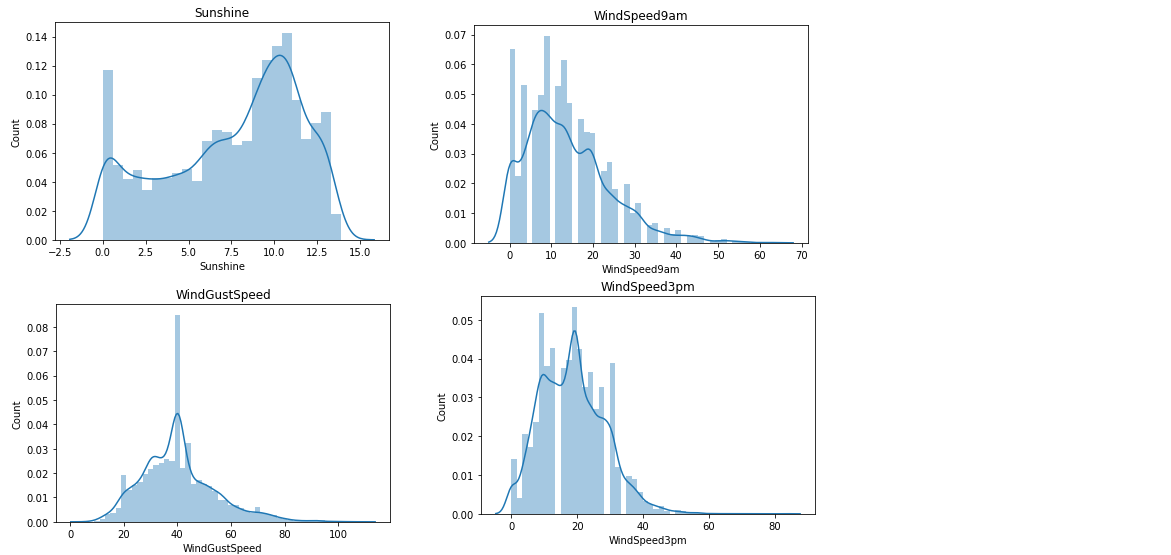 Sunshine
0.14
0.12
0.10
0.08
0.06
0.04
0.02
0.00
Count
−2.5 0.0 2.5 5.0 7.5 10.0 12.5 15.0
Sunshine
WindSpeed9am
0.07
0.06
0.05
0.04
0.03
0.02
0.01
0.00
Count
0 10 20 30 40 50 60 70
WindSpeed9am
WindGustSpeed
0.08
0.07
0.06
0.05
0.04
0.03
0.02
0.01
0.00
Count
0 20 40 60 80 100
WindGustSpeed
WindSpeed3pm
0.05
0.04
0.03
0.02
0.01
0.00
Count
0 20 40 60 80
WindSpeed3pm